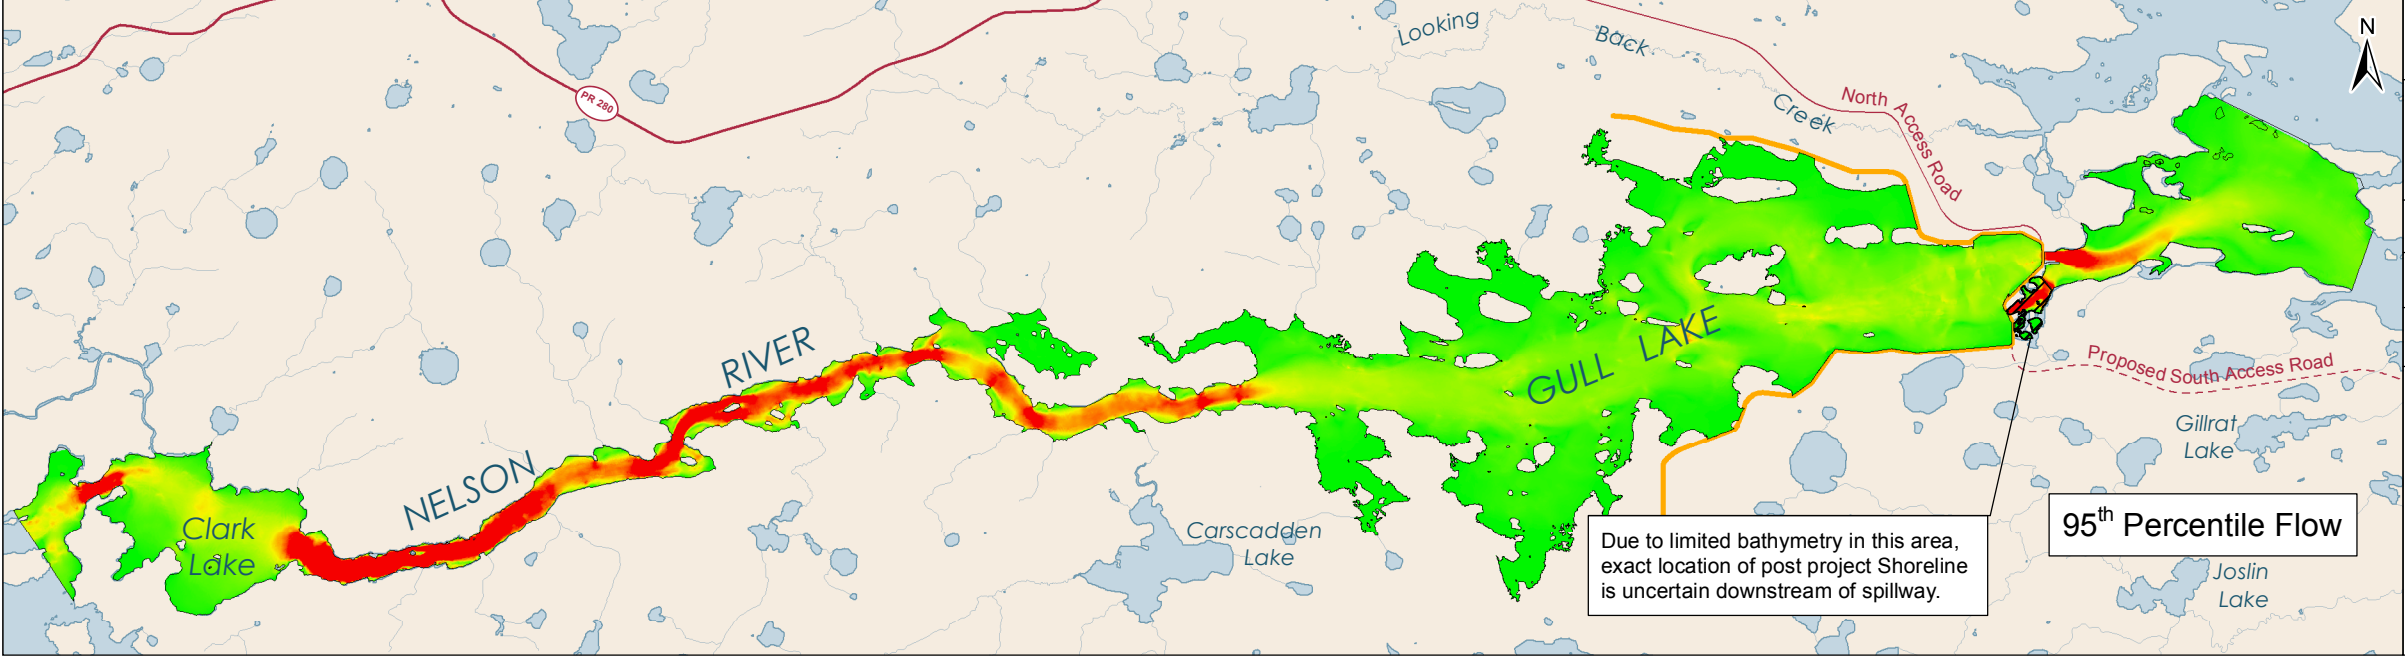 Looking
Back
Creek
N
PR 280
North Access Road
RIVER
GULL LAKE
Proposed South Access Road
Gillrat
Lake
NELSON
Clark
Lake
Carscadden
Lake
95th Percentile Flow
Due to limited bathymetry in this area,
exact location of post project Shoreline
is uncertain downstream of spillway.
Joslin
Lake